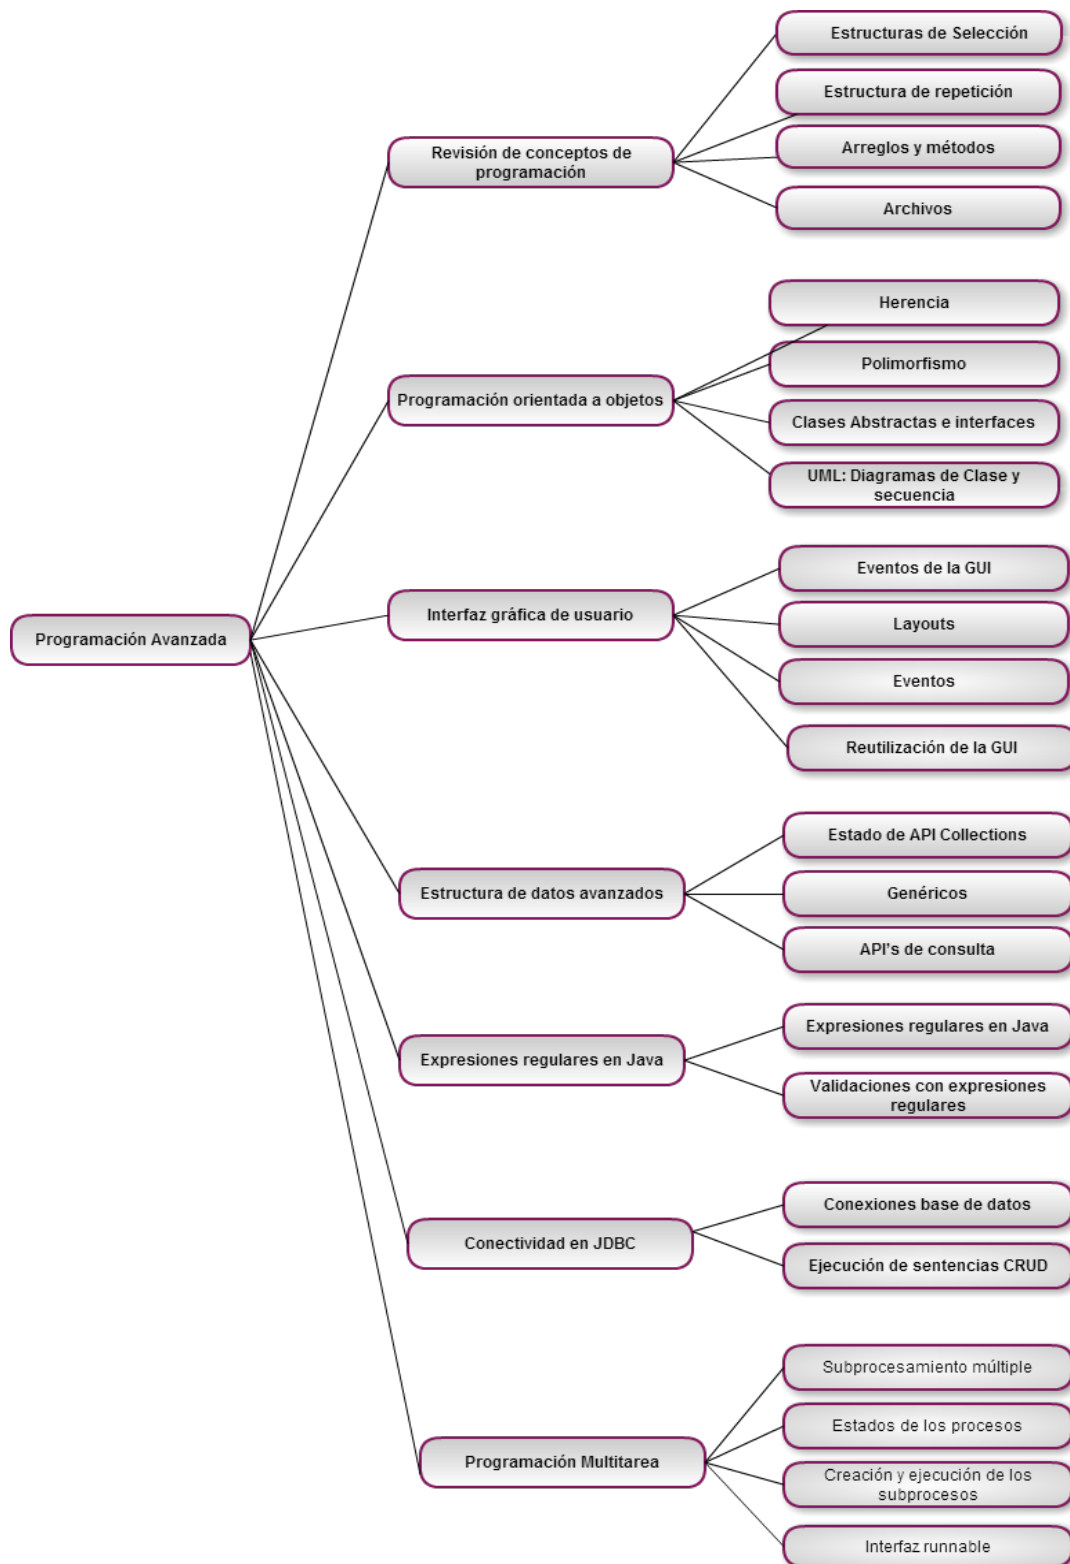 Estructuras de Selección
Estructura de repetición
Revisión de conceptos de
programación
Arreglos y métodos
Archivos
Herencia
Polimorfismo
Programación orientada a objetos
Clases Abstractas e interfaces
UML: Diagramas de Clase y
secuencia
Eventos de la GUI
Interfaz gráfica de usuario
Layouts
Programación Avanzada
Eventos
Reutilización de la GUI
Estado de API Collections
Estructura de datos avanzados
Genéricos
API's de consulta
Expresiones regulares en Java
Expresiones regulares en Java
Validaciones con expresiones
regulares
Conexiones base de datos
Conectividad en JDBC
Ejecución de sentencias CRUD
Subprocesamiento múltiple
Estados de los procesos
Programación Multitarea
Creación y ejecución de los
subprocesos
Interfaz runnable